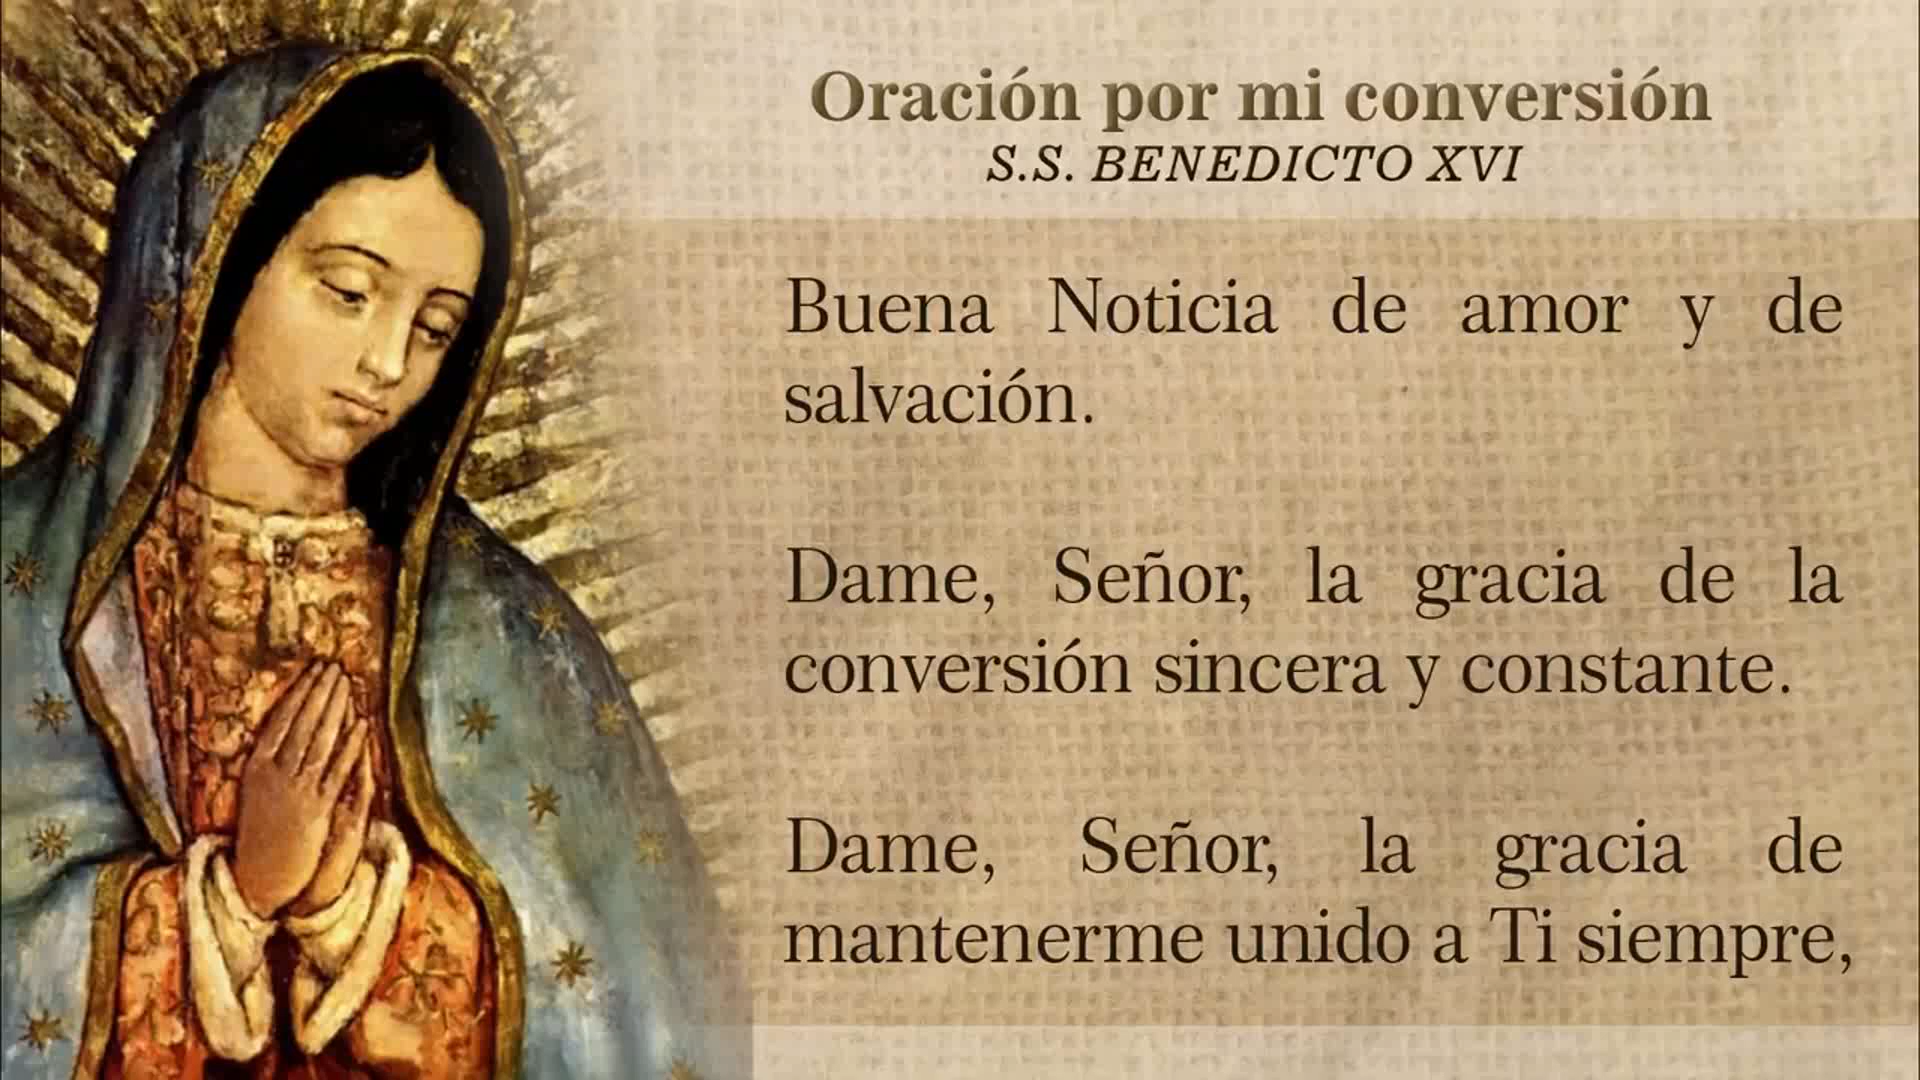 Oración por mi conversión
S.S. BENEDICTO XVI
Buena Noticia de amor y de
salvación.
Dame, Señor, la gracia de la
conversión sincera y constante.
Dame, Señor, la gracia de
mantenerme unido a Ti siempre,